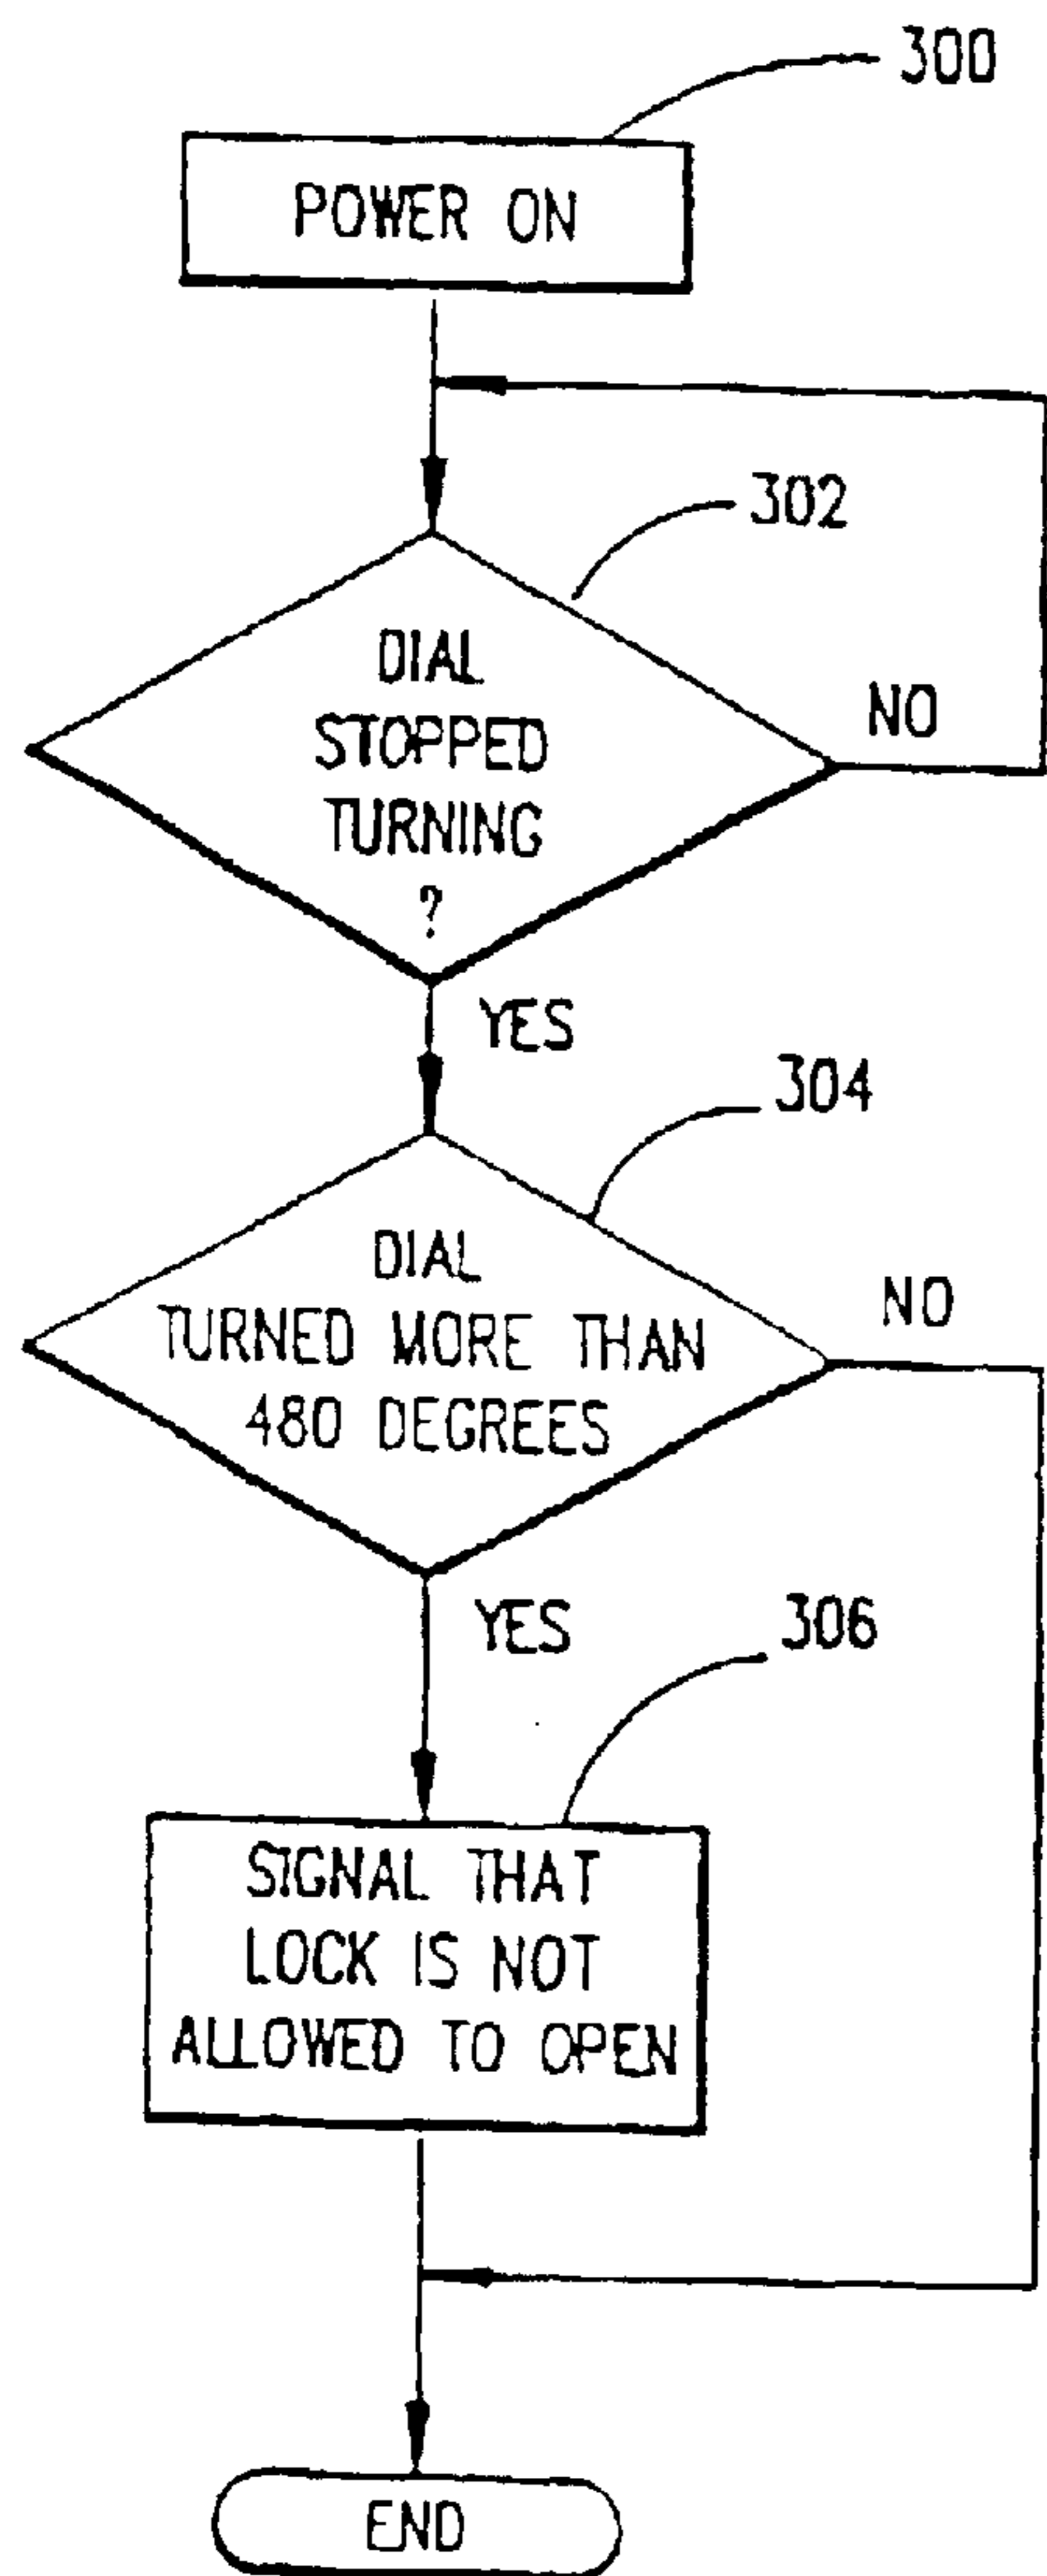 300
POWER ON
302
DIAL
STOPPED
TURNING
?
NO
YES
304
DIAL
TURNED MORE THAN
480 DEGREES
NO
YES
306
SIGNAL THAT
LOCK IS NOT
ALLOWED TO OPEN
END